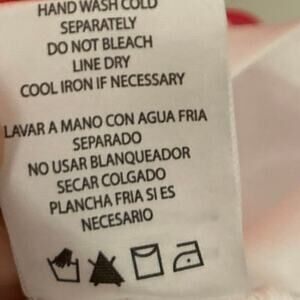 HAND WASH COLD
SEPARATELY
DO NOT BLEACH
LINE DRY
COOL IRON IF NECESSARY
LAVAR A MANO CON AGUA FRIA
SEPARADO
NO USAR BLANQUEADOR
SECAR COLGADO
PLANCHA FRIA SI ES
NECESARIO